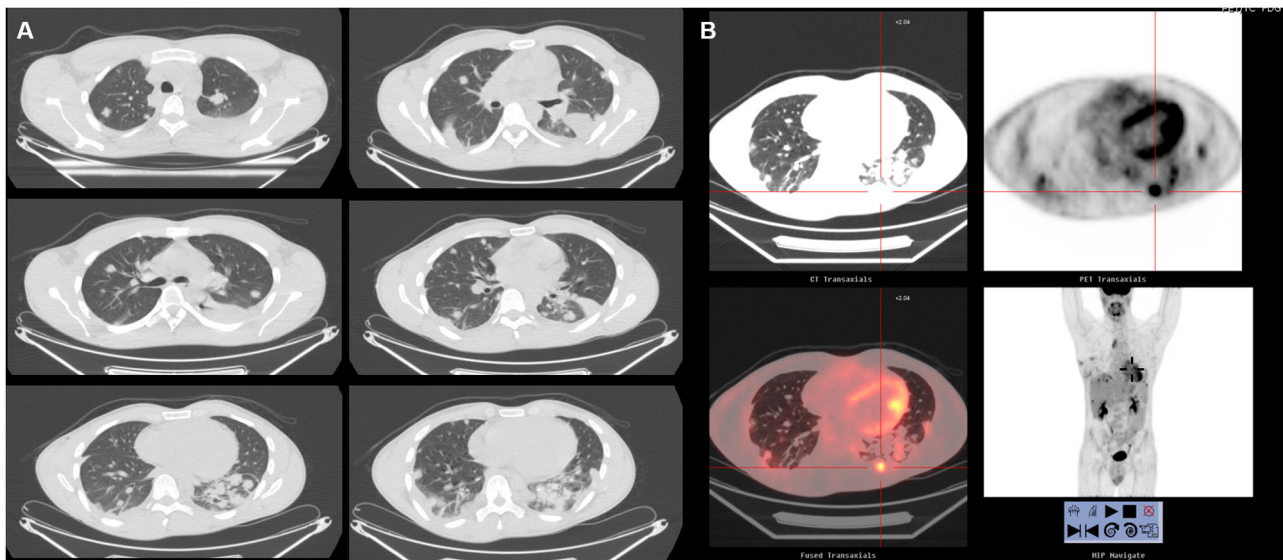 A
B
PET/TC FDG
×2.04
CT Transaxials
PET Transaxials
×2.04
Fused Transaxials
MIP Navigate